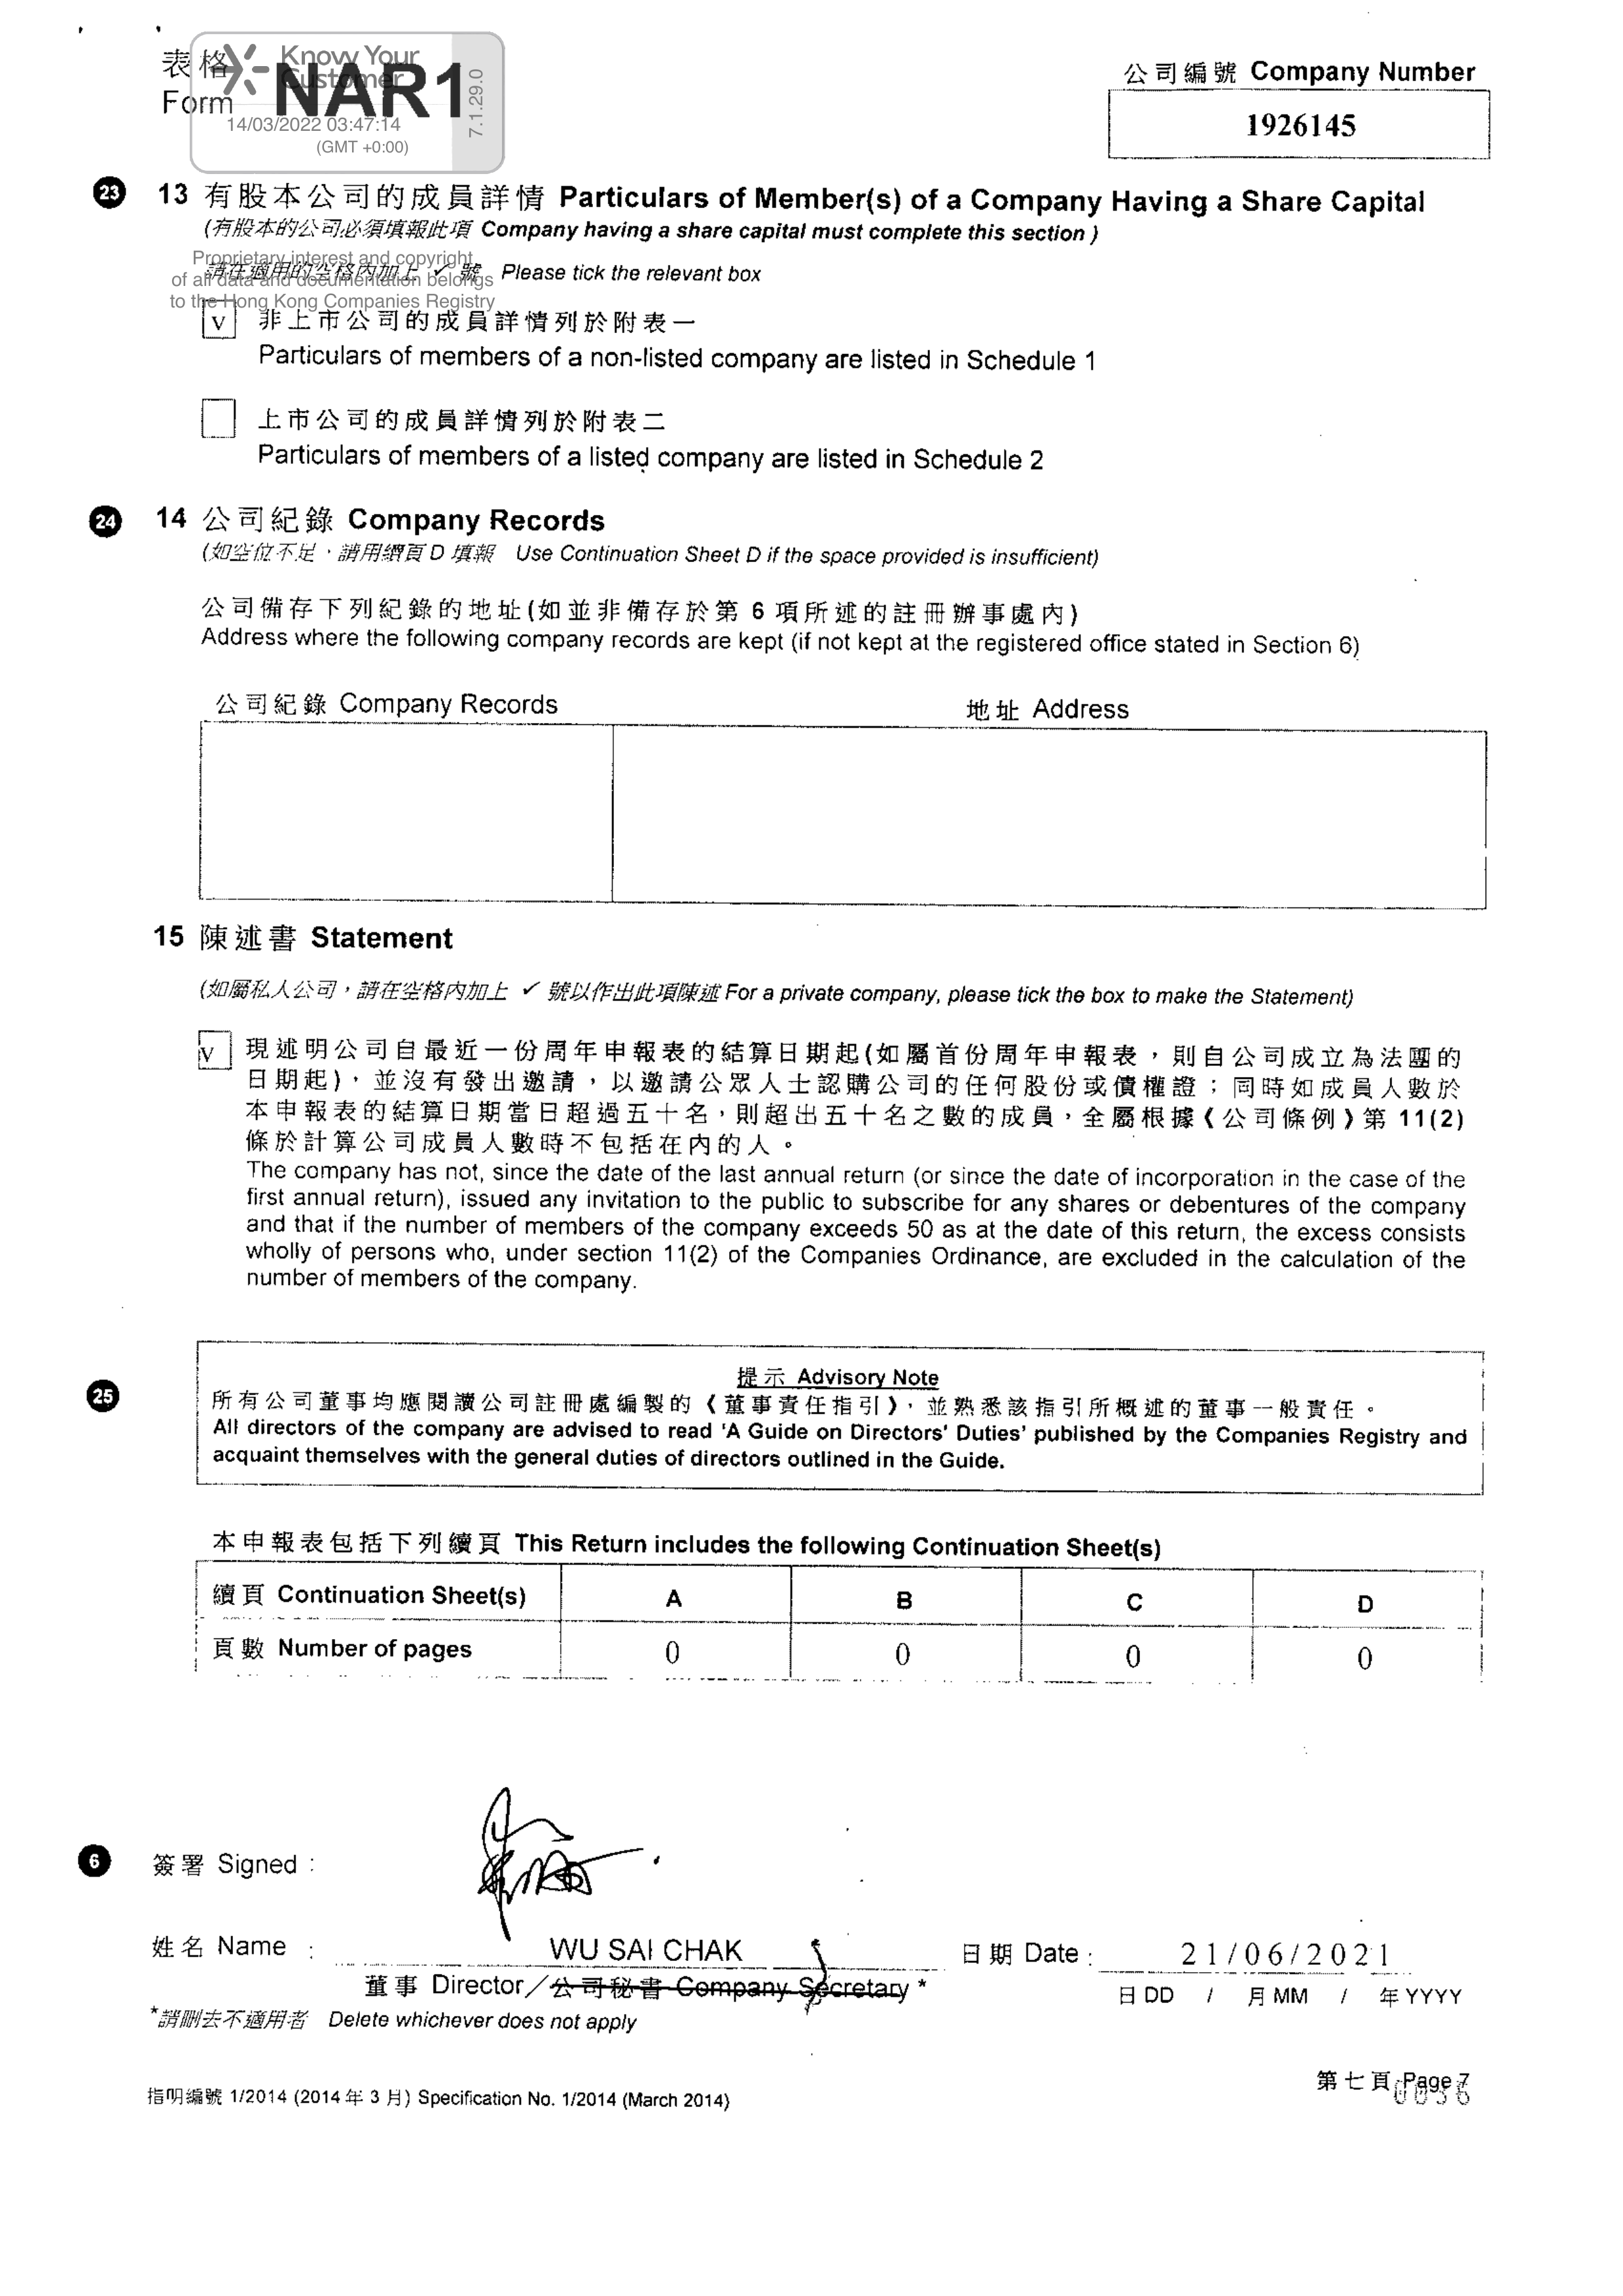 表格
Form NAR1
Know Your
Customer
14/03/2022 03:47:14
(GMT +0:00)
7.1.29.0
公司編號 Company Number
1926145
23 13 有股本公司的成員詳情 Particulars of Member(s) of a Company Having a Share Capital
(有股本的公司必須填報此項 Company having a share capital must complete this section )
請在適用的空格內加上 ✓ 號 Please tick the relevant box
Proprietary interest and copyright
of all data and documentation belongs
to the Hong Kong Companies Registry
v 非上市公司的成員詳情列於附表一
Particulars of members of a non-listed company are listed in Schedule 1
上市公司的成員詳情列於附表二
Particulars of members of a listed company are listed in Schedule 2
24 14 公司紀錄 Company Records
(如空位不足，請用續頁 D 填報 Use Continuation Sheet D if the space provided is insufficient)
公司備存下列紀錄的地址(如並非備存於第 6 項所述的註冊辦事處內)
Address where the following company records are kept (if not kept at the registered office stated in Section 6)
公司紀錄 Company Records 地址 Address
15 陳述書 Statement
(如屬私人公司，請在空格內加上 ✓ 號以作出此項陳述 For a private company, please tick the box to make the Statement)
v 現述明公司自最近一份周年申報表的結算日期起(如屬首份周年申報表，則自公司成立為法團的
日期起)，並沒有發出邀請，以邀請公眾人士認購公司的任何股份或債權證；同時如成員人數於
本申報表的結算日期當日超過五十名，則超出五十名之數的成員，全屬根據《公司條例》第 11(2)
條於計算公司成員人數時不包括在內的人。
The company has not, since the date of the last annual return (or since the date of incorporation in the case of the
first annual return), issued any invitation to the public to subscribe for any shares or debentures of the company
and that if the number of members of the company exceeds 50 as at the date of this return, the excess consists
wholly of persons who, under section 11(2) of the Companies Ordinance, are excluded in the calculation of the
number of members of the company.
提示 Advisory Note
25 所有公司董事均應閱讀公司註冊處編製的《董事責任指引》，並熟悉該指引所概述的董事一般責任。
All directors of the company are advised to read 'A Guide on Directors' Duties' published by the Companies Registry and
acquaint themselves with the general duties of directors outlined in the Guide.
本申報表包括下列續頁 This Return includes the following Continuation Sheet(s)
續頁 Continuation Sheet(s) A B C D
頁數 Number of pages 0 0 0 0
6 簽署 Signed :
姓名 Name : WU SAI CHAK 日期 Date : 21/06/2021
董事 Director／公司秘書 Company Secretary * 日 DD / 月 MM / 年 YYYY
*請刪去不適用者 Delete whichever does not apply
第七頁 Page 7
指明編號 1/2014 (2014 年 3 月) Specification No. 1/2014 (March 2014)